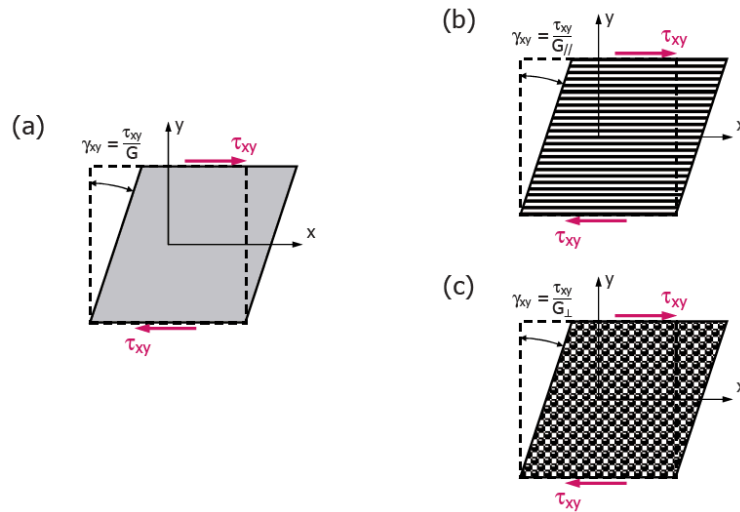 (a)
γxy = τxy/G
y
τxy
x
τxy
(b)
γxy = τxy/G//
y
τxy
x
τxy
(c)
γxy = τxy/G⊥
y
τxy
x
τxy